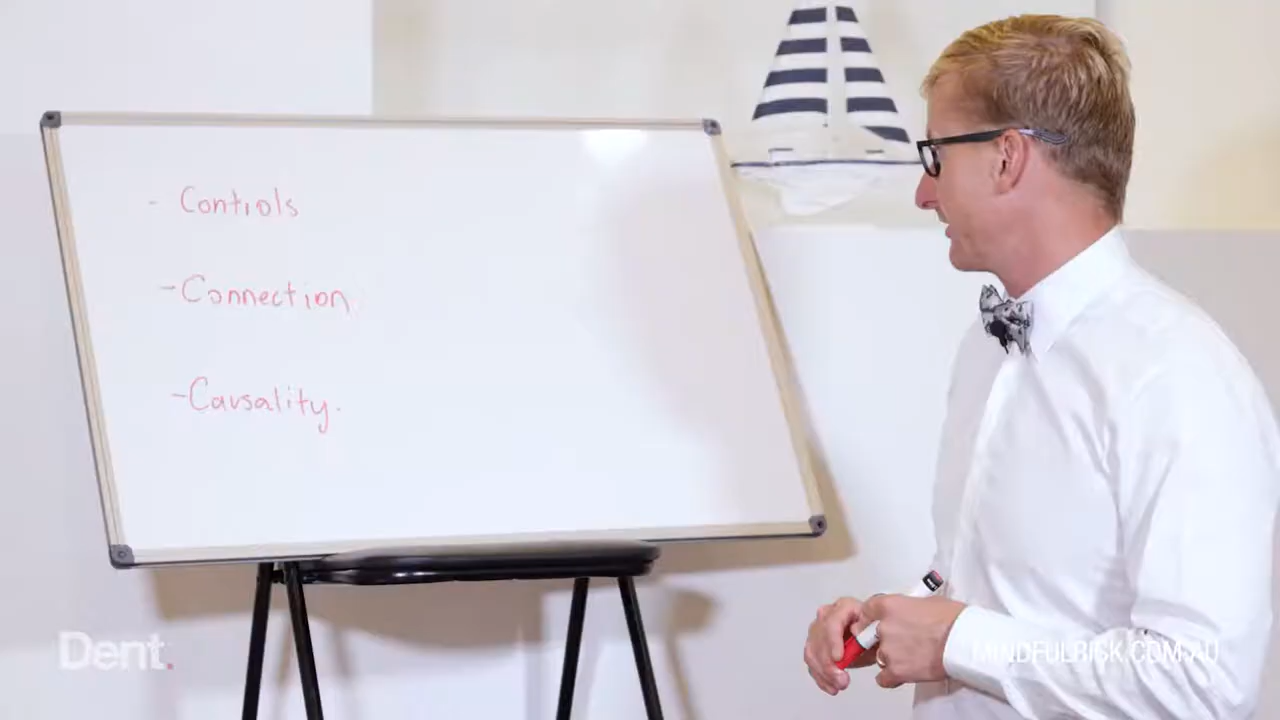 - Controls
- Connection
- Causality.
Dent.
MINDFULRISK.COM.AU